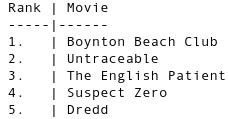 Rank | Movie
-----|------
1.   | Boynton Beach Club
2.   | Untraceable
3.   | The English Patient
4.   | Suspect Zero
5.   | Dredd